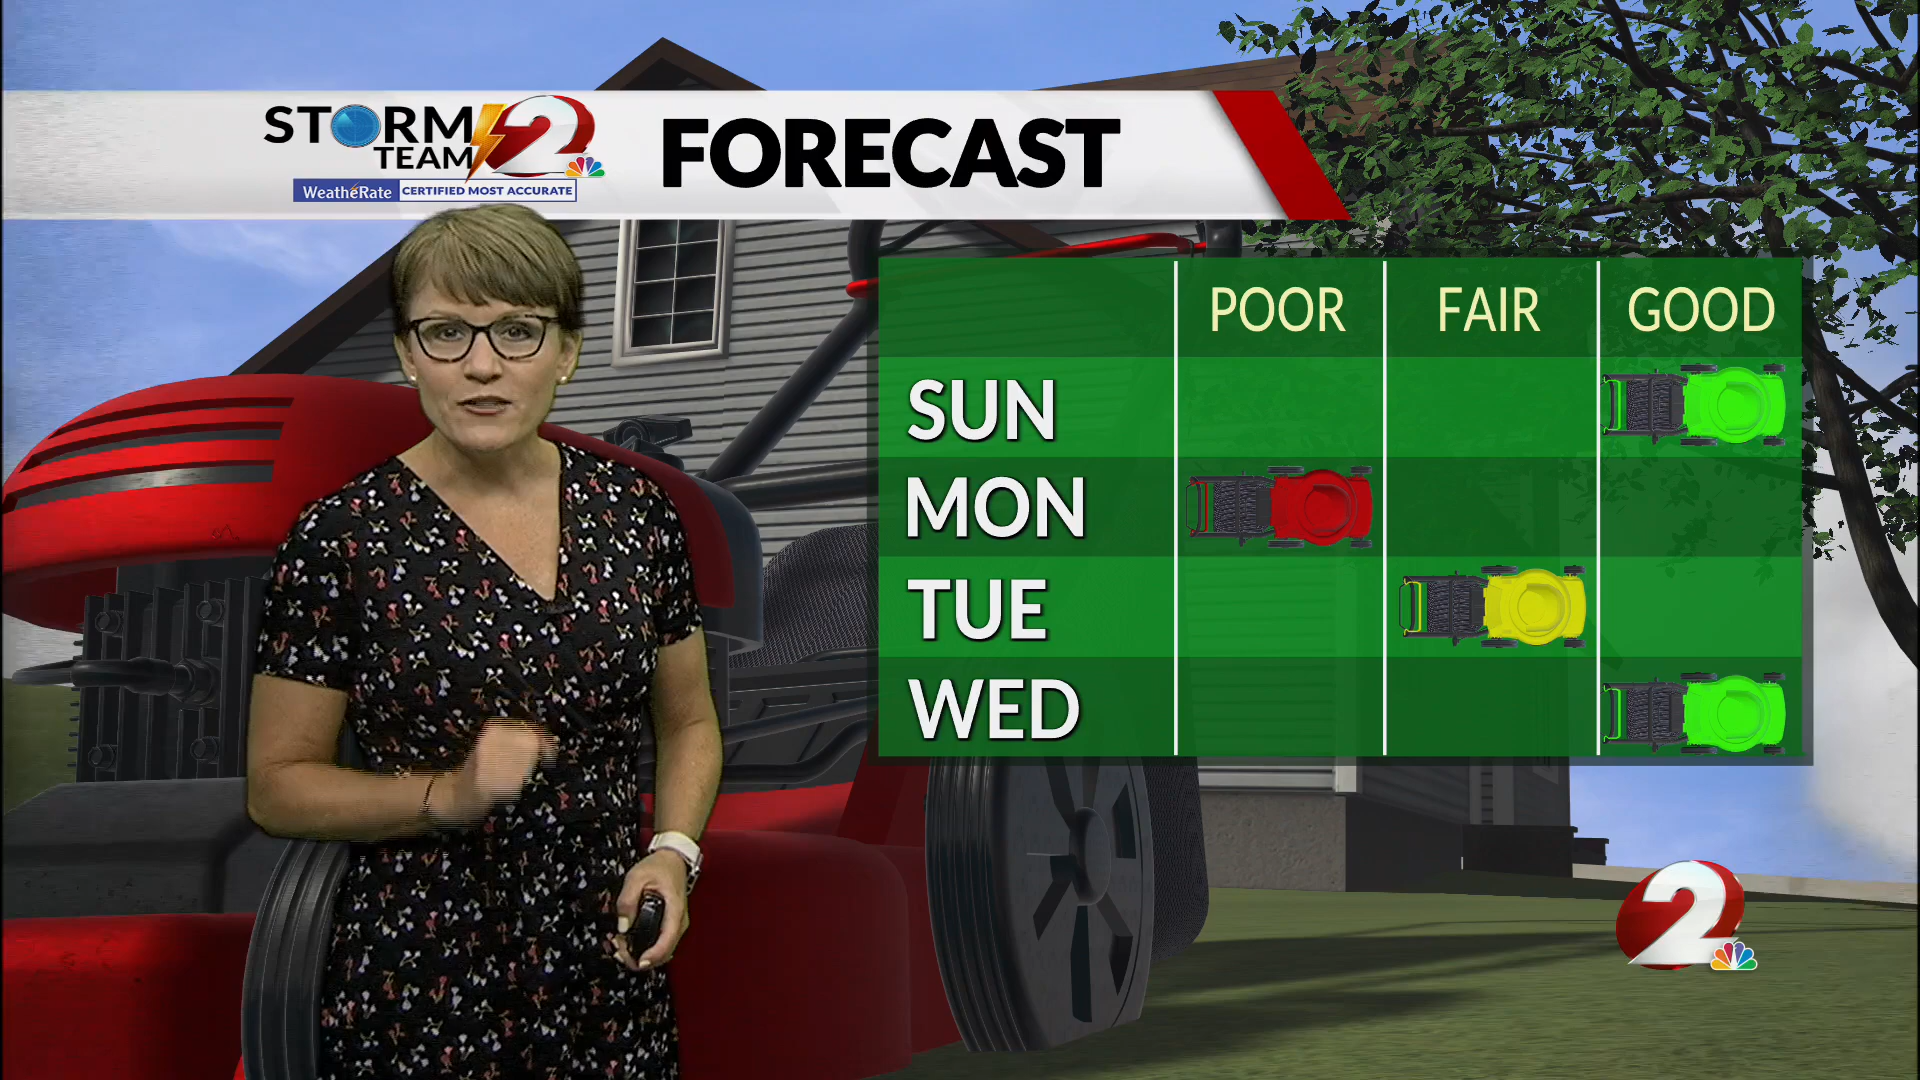 STORM
TEAM
2
WeatheRate CERTIFIED MOST ACCURATE
FORECAST
POOR FAIR GOOD
SUN
MON
TUE
WED
2